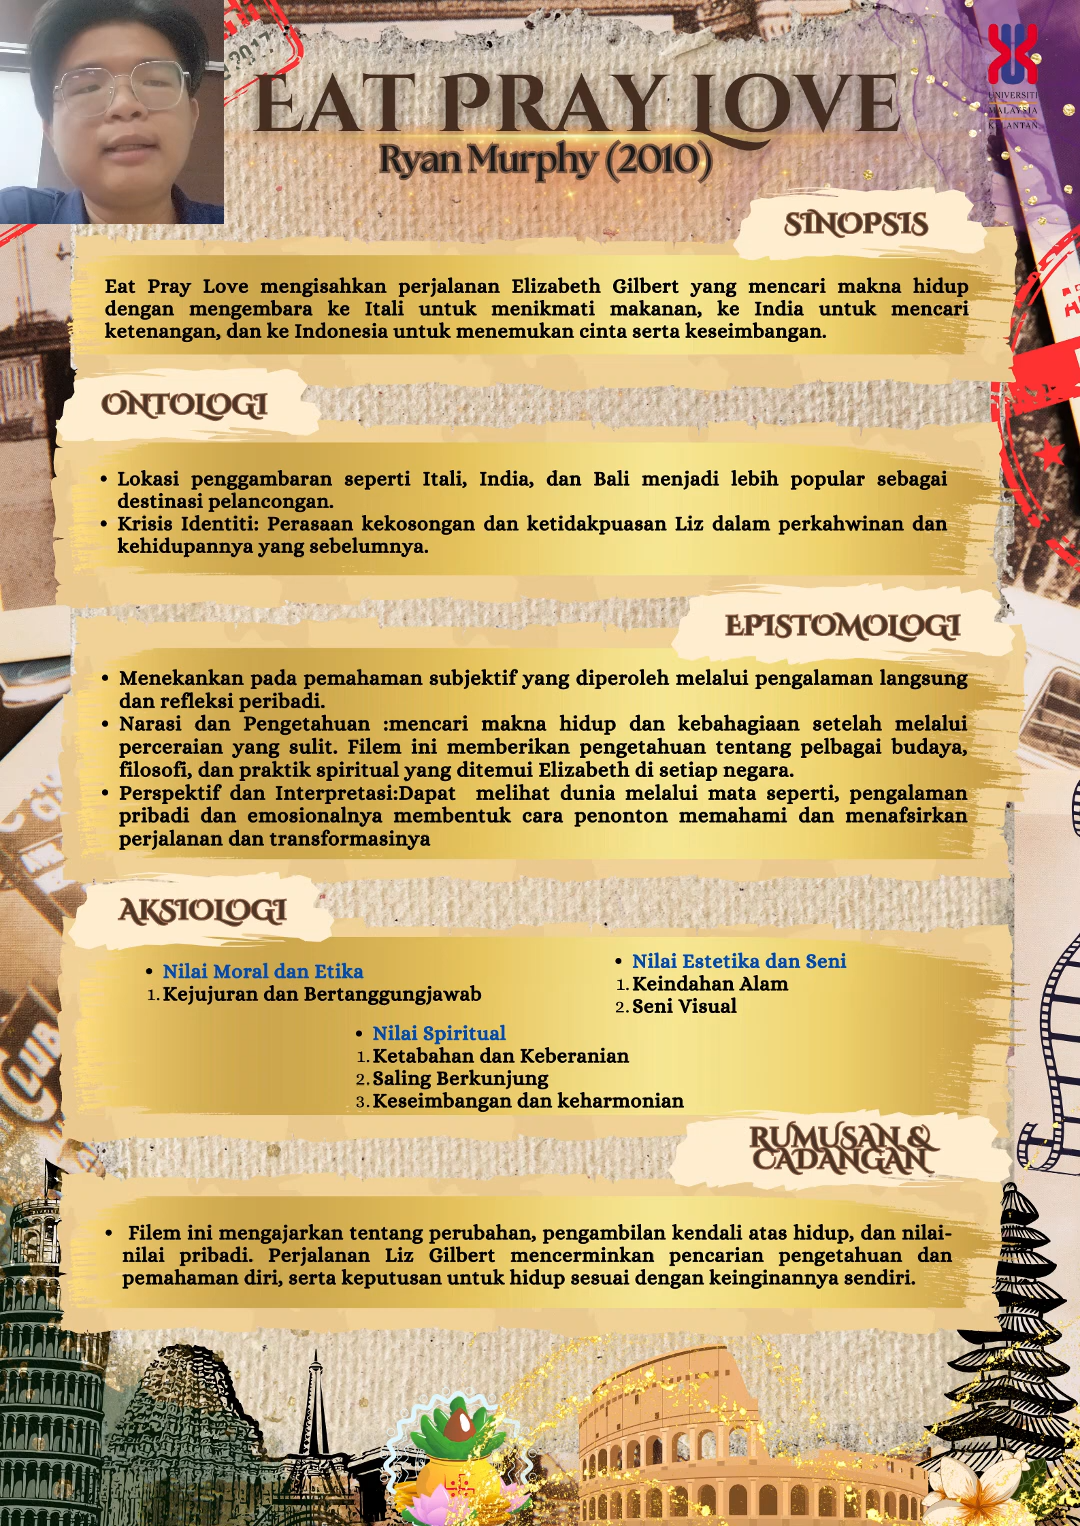 2017
EAT PRAY LOVE
Ryan Murphy (2010)
UNIVERSITI
MALAYSIA
KELANTAN
SINOPSIS
Eat Pray Love mengisahkan perjalanan Elizabeth Gilbert yang mencari makna hidup
dengan mengembara ke Itali untuk menikmati makanan, ke India untuk mencari
ketenangan, dan ke Indonesia untuk menemukan cinta serta keseimbangan.
ONTOLOGI
• Lokasi penggambaran seperti Itali, India, dan Bali menjadi lebih popular sebagai
destinasi pelancongan.
• Krisis Identiti: Perasaan kekosongan dan ketidakpuasan Liz dalam perkahwinan dan
kehidupannya yang sebelumnya.
EPISTOMOLOGI
• Menekankan pada pemahaman subjektif yang diperoleh melalui pengalaman langsung
dan refleksi peribadi.
• Narasi dan Pengetahuan :mencari makna hidup dan kebahagiaan setelah melalui
perceraian yang sulit. Filem ini memberikan pengetahuan tentang pelbagai budaya,
filosofi, dan praktik spiritual yang ditemui Elizabeth di setiap negara.
• Perspektif dan Interpretasi:Dapat melihat dunia melalui mata seperti, pengalaman
pribadi dan emosionalnya membentuk cara penonton memahami dan menafsirkan
perjalanan dan transformasinya
AKSIOLOGI
• Nilai Moral dan Etika
1. Kejujuran dan Bertanggungjawab
• Nilai Estetika dan Seni
1. Keindahan Alam
2. Seni Visual
• Nilai Spiritual
1. Ketabahan dan Keberanian
2. Saling Berkunjung
3. Keseimbangan dan keharmonian
CLUB
RUMUSAN &
CADANGAN
• Filem ini mengajarkan tentang perubahan, pengambilan kendali atas hidup, dan nilai-
nilai pribadi. Perjalanan Liz Gilbert mencerminkan pencarian pengetahuan dan
pemahaman diri, serta keputusan untuk hidup sesuai dengan keinginannya sendiri.